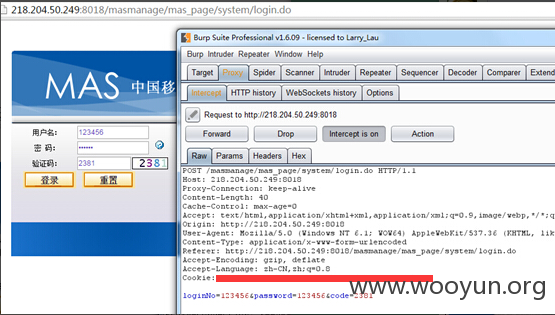 218.204.50.249:8018/masmanage/mas_page/system/login.do
MAS 中国移
用户名: 123456
密 码: ••••••
验证码: 2381 2381
登录 重置
Burp Suite Professional v1.6.09 - licensed to Larry_Lau
Burp Intruder Repeater Window Help
Target Proxy Spider Scanner Intruder Repeater Sequencer Decoder Comparer Extend
Intercept HTTP history WebSockets history Options
Request to http://218.204.50.249:8018
Forward Drop Intercept is on Action
Raw Params Headers Hex
POST /masmanage/mas_page/system/login.do HTTP/1.1
Host: 218.204.50.249:8018
Proxy-Connection: keep-alive
Content-Length: 40
Cache-Control: max-age=0
Accept: text/html,application/xhtml+xml,application/xml;q=0.9,image/webp,*/*;q
Origin: http://218.204.50.249:8018
User-Agent: Mozilla/5.0 (Windows NT 6.1; WOW64) AppleWebKit/537.36 (KHTML, lik
Content-Type: application/x-www-form-urlencoded
Referer: http://218.204.50.249:8018/masmanage/mas_page/system/login.do
Accept-Encoding: gzip, deflate
Accept-Language: zh-CN,zh;q=0.8
Cookie:
loginNo=123456&password=123456&code=2381
www.wooyun.org